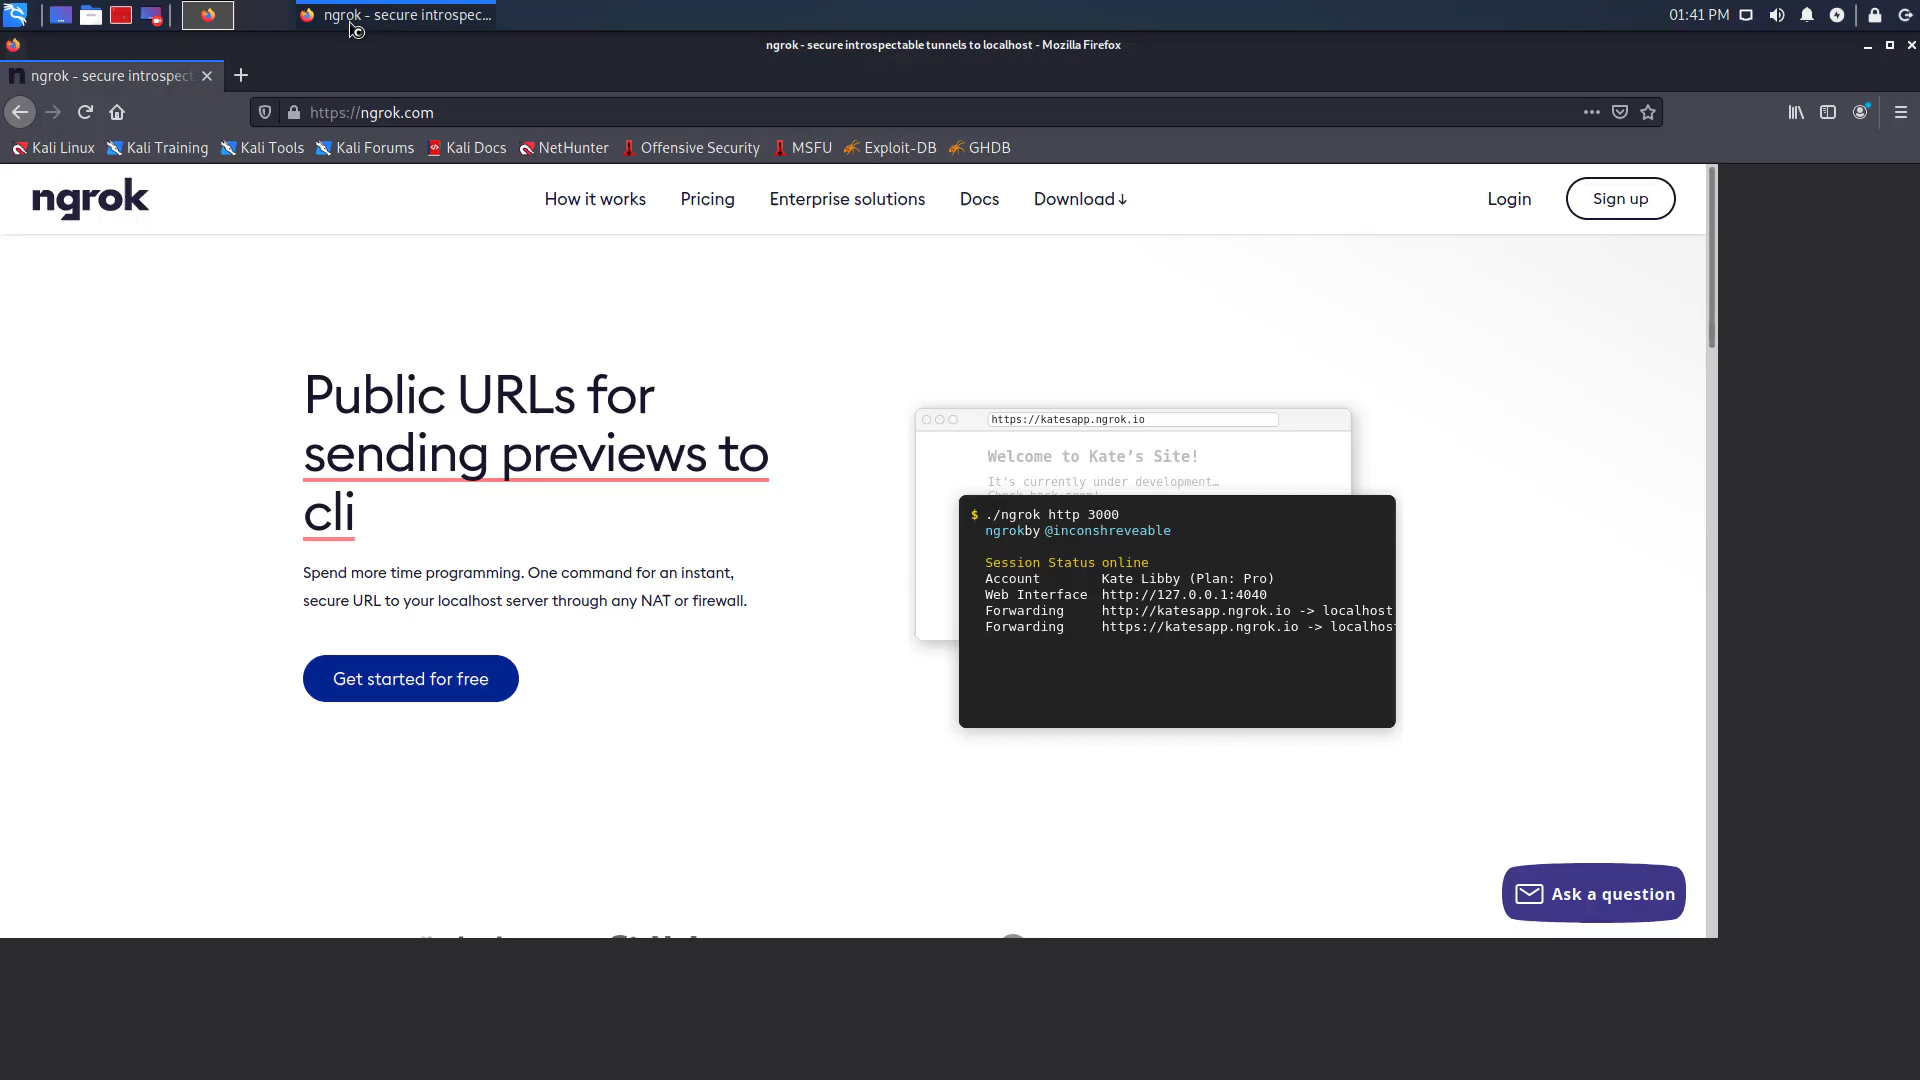 ngrok - secure introspec...
01:41 PM
ngrok - secure introspectable tunnels to localhost - Mozilla Firefox
ngrok - secure introspect
https://ngrok.com
Kali Linux Kali Training Kali Tools Kali Forums Kali Docs NetHunter Offensive Security MSFU Exploit-DB GHDB
ngrok How it works Pricing Enterprise solutions Docs Download↓ Login Sign up
Public URLs for
sending previews to
cli
Spend more time programming. One command for an instant,
secure URL to your localhost server through any NAT or firewall.
Get started for free
https://katesapp.ngrok.io
Welcome to Kate's Site!
It's currently under development…
$ ./ngrok http 3000
ngrok by @inconshreveable
Session Status online
Account Kate Libby (Plan: Pro)
Web Interface http://127.0.0.1:4040
Forwarding http://katesapp.ngrok.io -> localhost
Forwarding https://katesapp.ngrok.io -> localhos
Ask a question